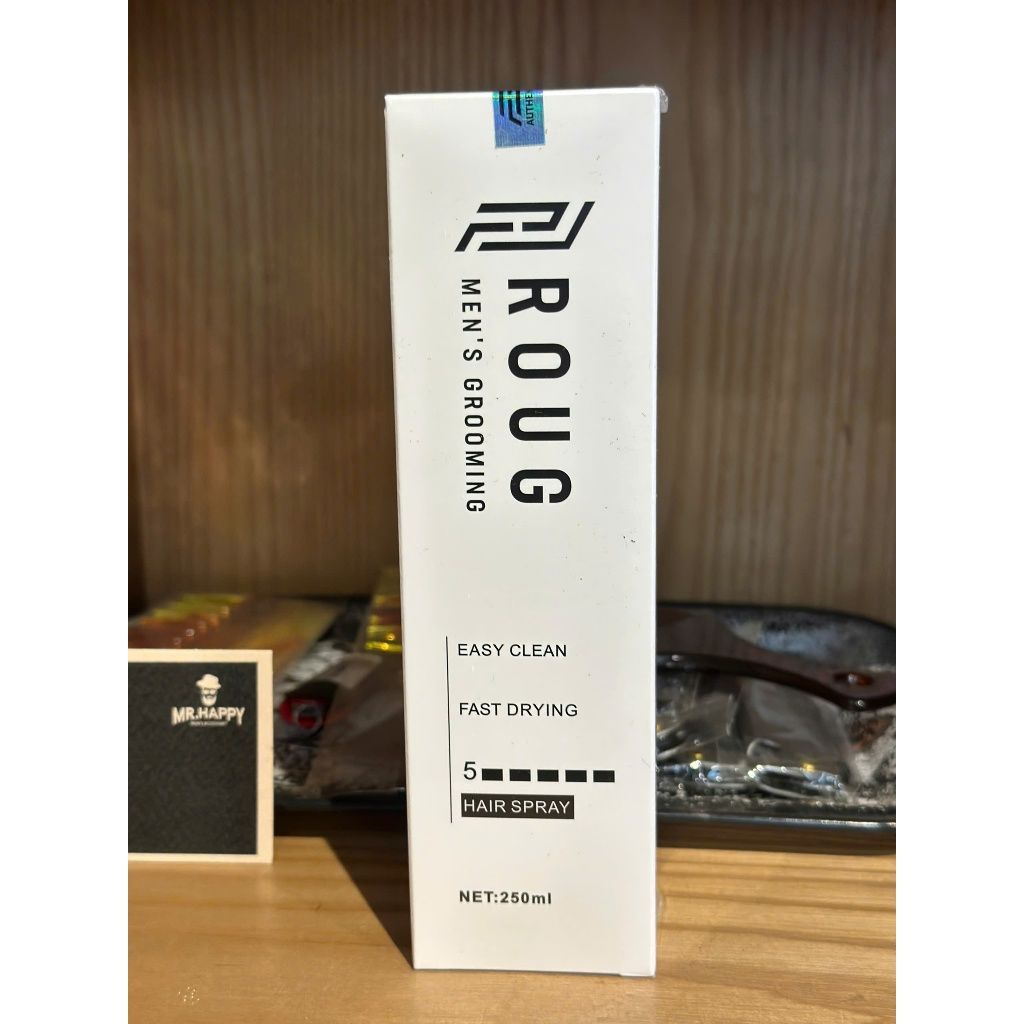 ROUG
MEN'S GROOMING
EASY CLEAN
FAST DRYING
5
HAIR SPRAY
NET:250ml
MR.HAPPY